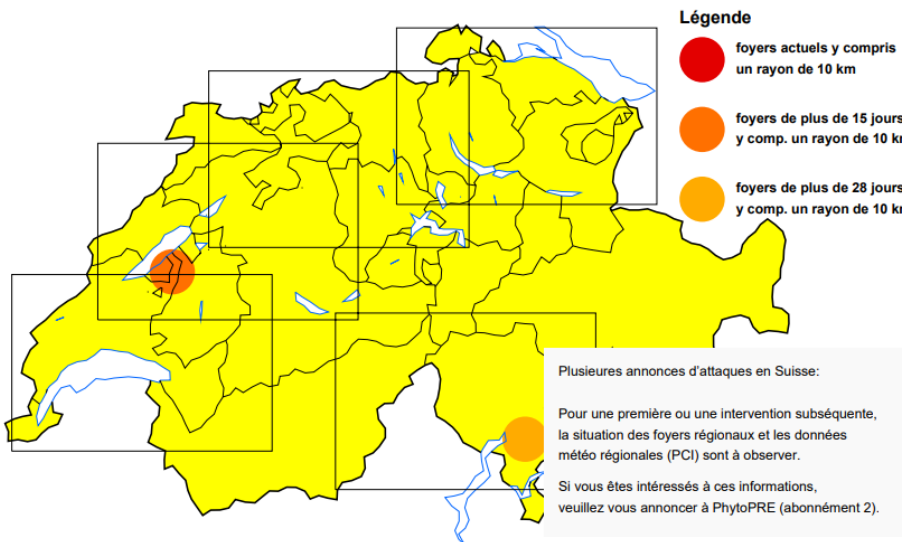 Légende
foyers actuels y compris
un rayon de 10 km
foyers de plus de 15 jours
y comp. un rayon de 10 km
foyers de plus de 28 jours
y comp. un rayon de 10 km
Plusieures annonces d'attaques en Suisse:
Pour une première ou une intervention subséquente,
la situation des foyers régionaux et les données
météo régionales (PCI) sont à observer.
Si vous êtes intéressés à ces informations,
veuillez vous annoncer à PhytoPRE (abonnément 2).